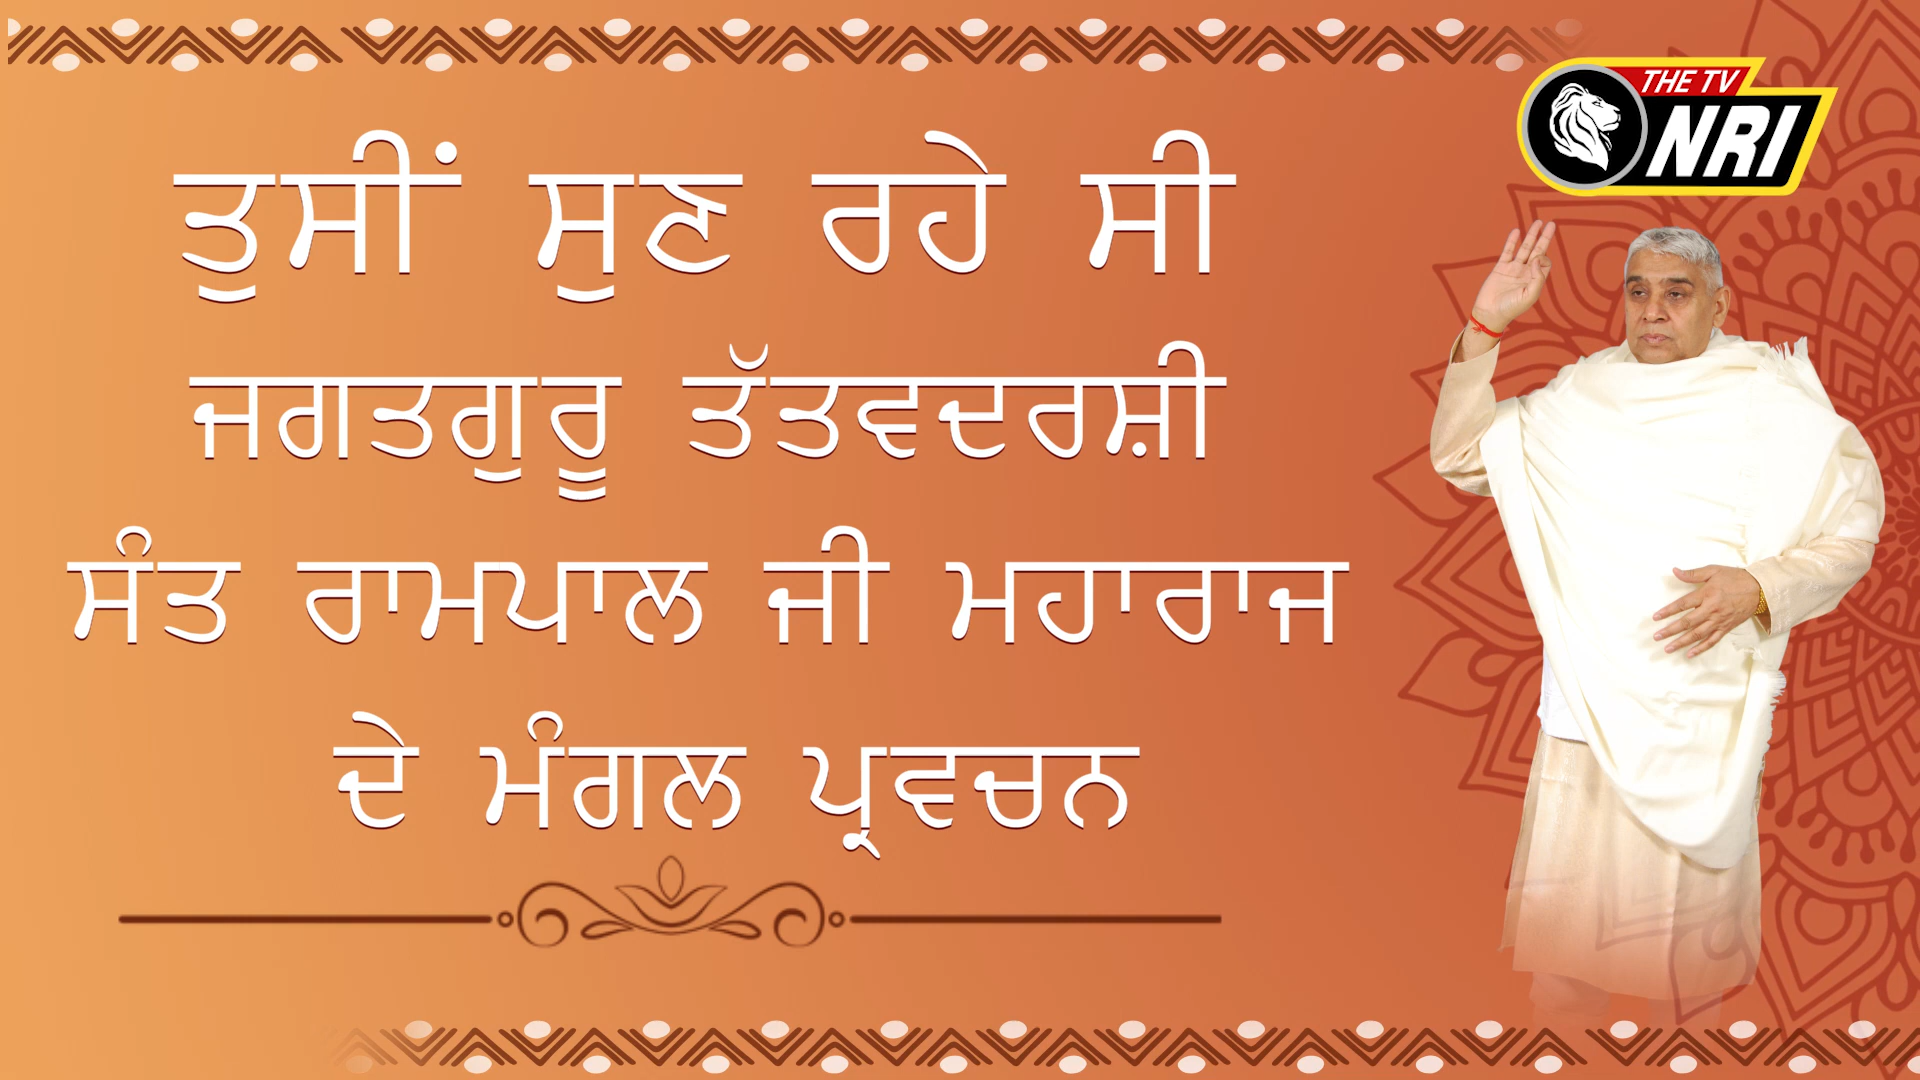 THE TV
NRI
ਤੁਸੀਂ ਸੁਣ ਰਹੇ ਸੀ
ਜਗਤਗੁਰੂ ਤੱਤਵਦਰਸ਼ੀ
ਸੰਤ ਰਾਮਪਾਲ ਜੀ ਮਹਾਰਾਜ
ਦੇ ਮੰਗਲ ਪ੍ਰਵਚਨ